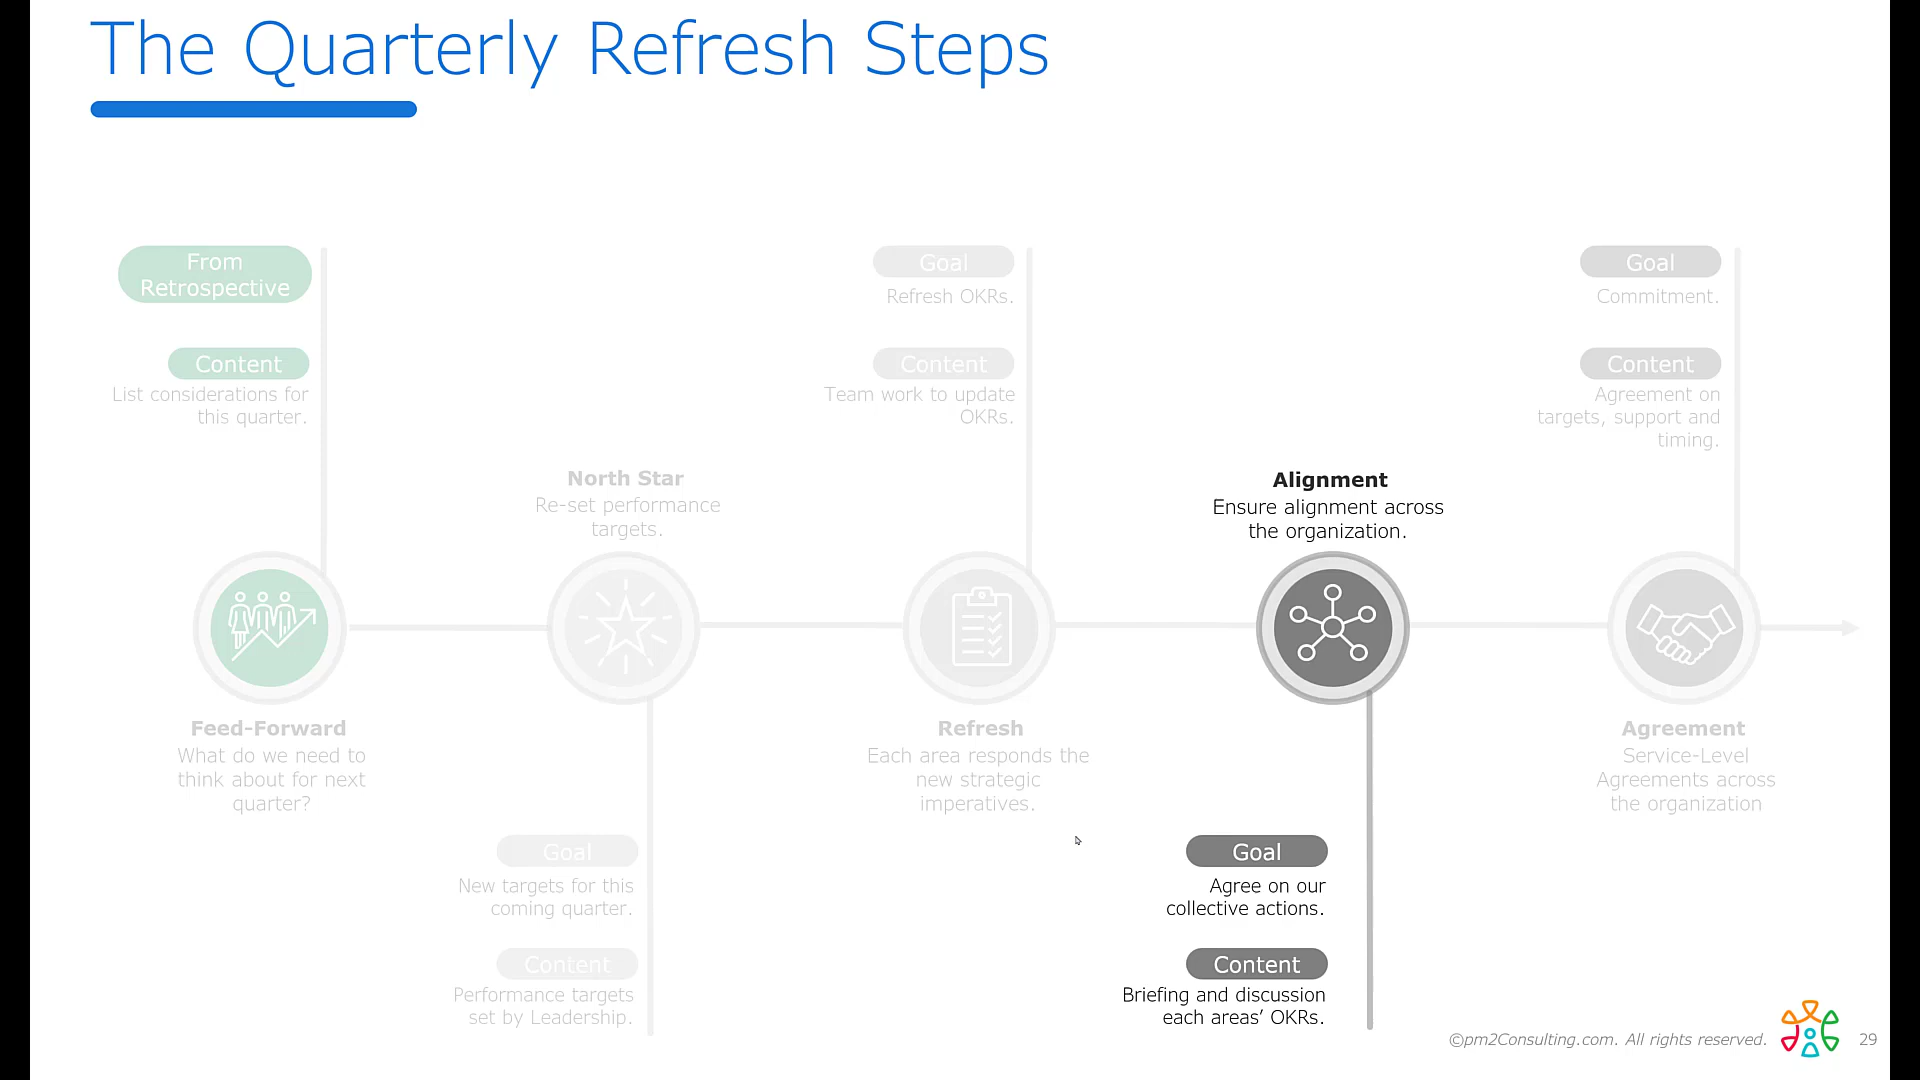 The Quarterly Refresh Steps
From
Retrospective
Content
List considerations for
this quarter.
Feed-Forward
What do we need to
think about for next
quarter?
North Star
Re-set performance
targets.
Goal
New targets for this
coming quarter.
Content
Performance targets
set by Leadership.
Goal
Refresh OKRs.
Content
Team work to update
OKRs.
Refresh
Each area responds the
new strategic
imperatives.
Alignment
Ensure alignment across
the organization.
Goal
Agree on our
collective actions.
Content
Briefing and discussion
each areas’ OKRs.
Goal
Commitment.
Content
Agreement on
targets, support and
timing.
Agreement
Service-Level
Agreements across
the organization
©pm2Consulting.com. All rights reserved.
29